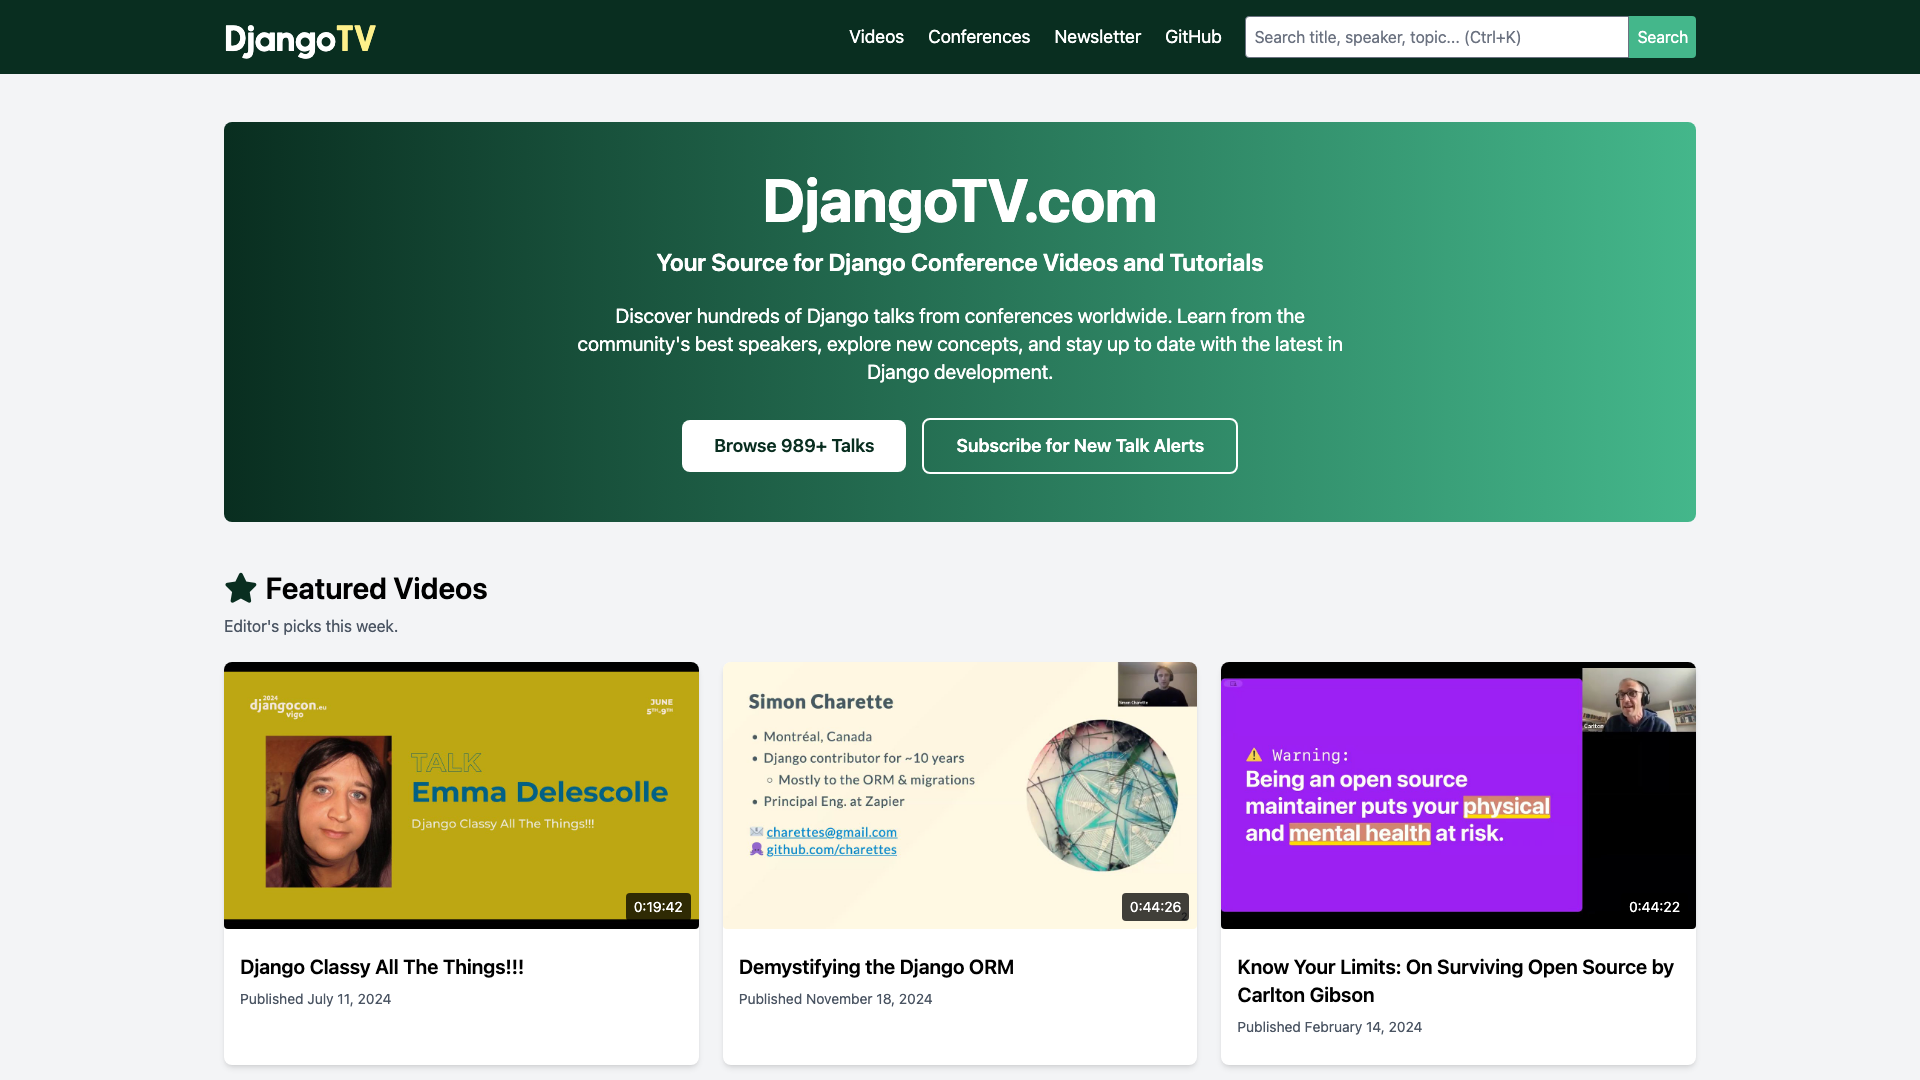 DjangoTV
Videos
Conferences
Newsletter
GitHub
Search title, speaker, topic... (Ctrl+K)
Search
DjangoTV.com
Your Source for Django Conference Videos and Tutorials
Discover hundreds of Django talks from conferences worldwide. Learn from the
community's best speakers, explore new concepts, and stay up to date with the latest in
Django development.
Browse 989+ Talks
Subscribe for New Talk Alerts
Featured Videos
Editor's picks this week.
2024
djangocon.eu
vigo
JUNE
5TH-9TH
TALK
Emma Delescolle
Django Classy All The Things!!!
0:19:42
Django Classy All The Things!!!
Published July 11, 2024
Simon Charette
Simon Charette
• Montréal, Canada
• Django contributor for ~10 years
◦ Mostly to the ORM & migrations
• Principal Eng. at Zapier
charettes@gmail.com
github.com/charettes
0:44:26
Demystifying the Django ORM
Published November 18, 2024
Carlton
⚠️ Warning:
Being an open source
maintainer puts your physical
and mental health at risk.
0:44:22
Know Your Limits: On Surviving Open Source by
Carlton Gibson
Published February 14, 2024